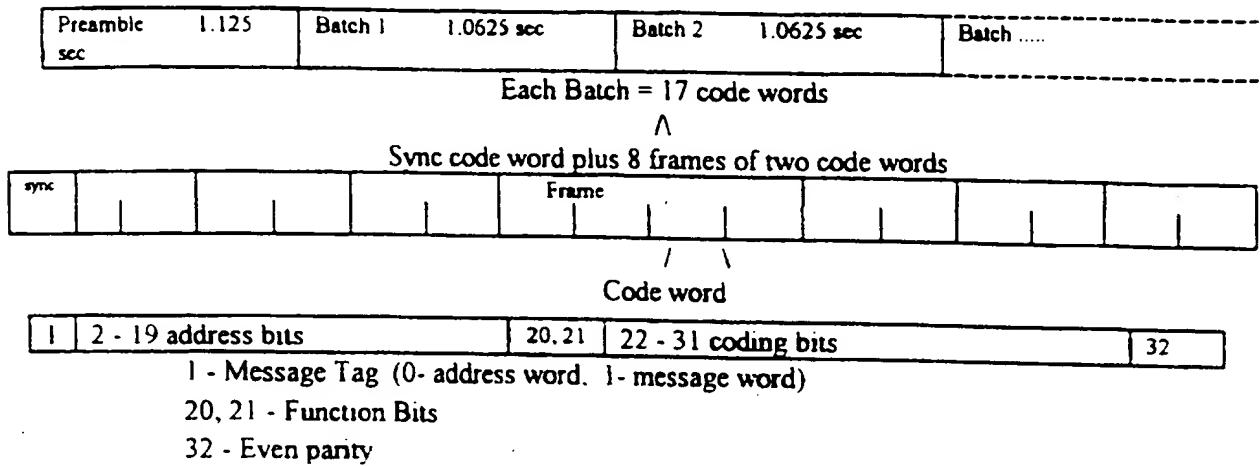 Preamble 1.125 Batch 1 1.0625 sec Batch 2 1.0625 sec Batch .....
sec
Each Batch = 17 code words
Sync code word plus 8 frames of two code words
sync Frame
Code word
1 2 - 19 address bits 20, 21 22 - 31 coding bits 32
1 - Message Tag (0- address word. 1- message word)
20, 21 - Function Bits
32 - Even parity